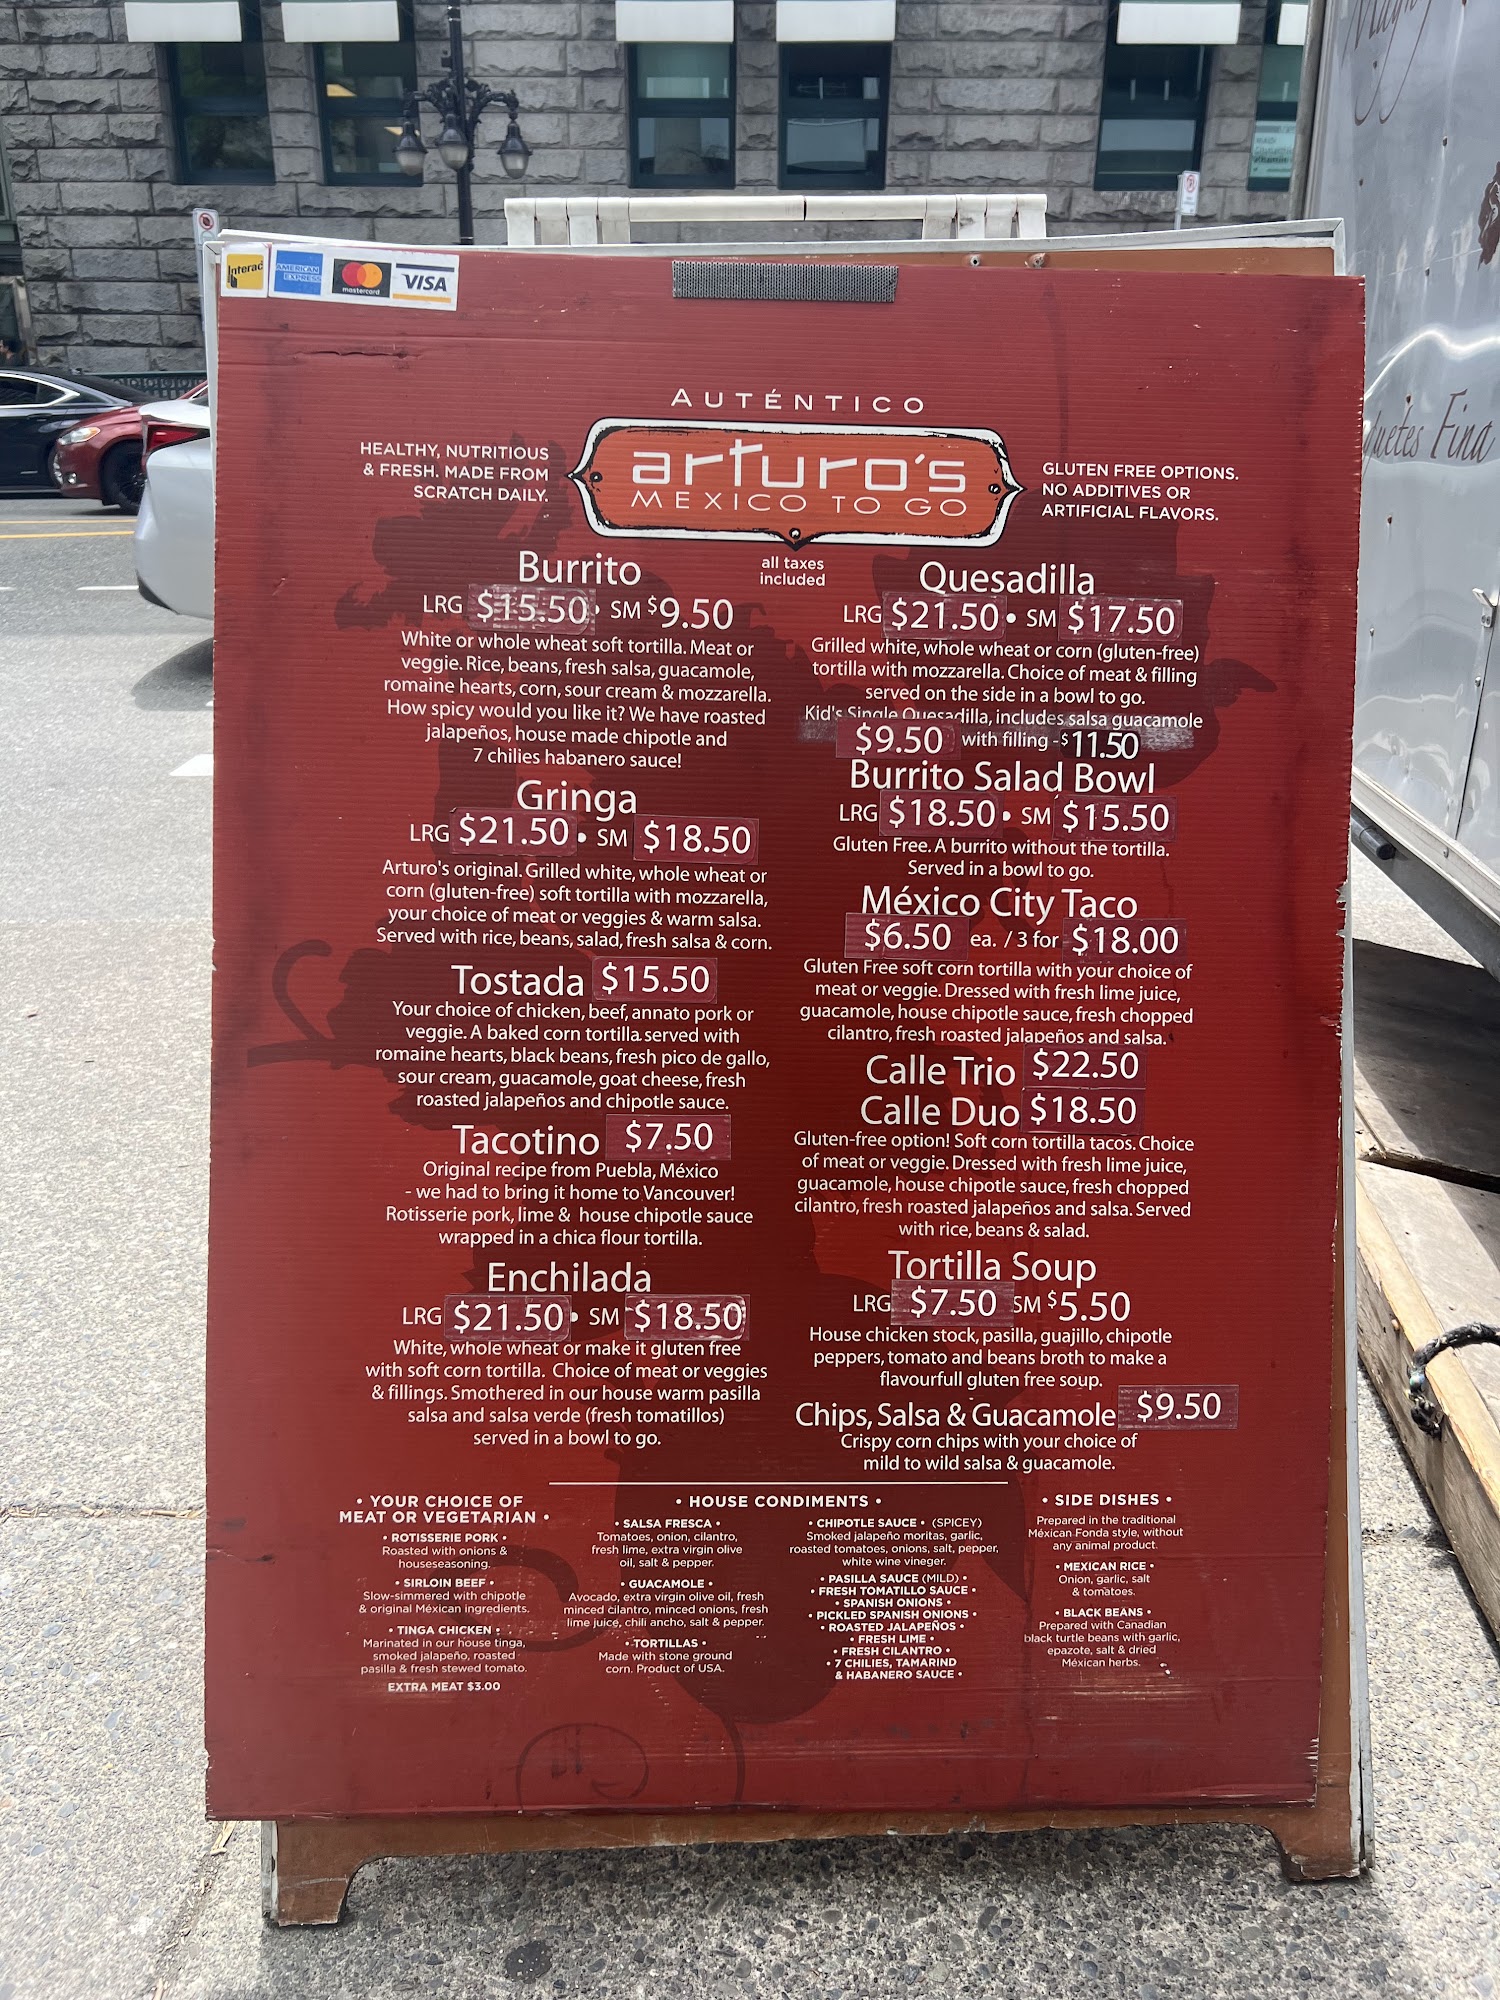 Interac
AMERICAN
EXPRESS
mastercard
VISA
AUTÉNTICO
HEALTHY, NUTRITIOUS
& FRESH. MADE FROM
SCRATCH DAILY.
arturo's
MEXICO TO GO
GLUTEN FREE OPTIONS.
NO ADDITIVES OR
ARTIFICIAL FLAVORS.
all taxes
included
Burrito
LRG $15.50 • SM $9.50
White or whole wheat soft tortilla. Meat or
veggie. Rice, beans, fresh salsa, guacamole,
romaine hearts, corn, sour cream & mozzarella.
How spicy would you like it? We have roasted
jalapeños, house made chipotle and
7 chilies habanero sauce!
Gringa
LRG $21.50 • SM $18.50
Arturo's original. Grilled white, whole wheat or
corn (gluten-free) soft tortilla with mozzarella,
your choice of meat or veggies & warm salsa.
Served with rice, beans, salad, fresh salsa & corn.
Tostada $15.50
Your choice of chicken, beef, annato pork or
veggie. A baked corn tortilla served with
romaine hearts, black beans, fresh pico de gallo,
sour cream, guacamole, goat cheese, fresh
roasted jalapeños and chipotle sauce.
Tacotino $7.50
Original recipe from Puebla, México
- we had to bring it home to Vancouver!
Rotisserie pork, lime & house chipotle sauce
wrapped in a chica flour tortilla.
Enchilada
LRG $21.50 • SM $18.50
White, whole wheat or make it gluten free
with soft corn tortilla. Choice of meat or veggies
& fillings. Smothered in our house warm pasilla
salsa and salsa verde (fresh tomatillos)
served in a bowl to go.
Quesadilla
LRG $21.50 • SM $17.50
Grilled white, whole wheat or corn (gluten-free)
tortilla with mozzarella. Choice of meat & filling
served on the side in a bowl to go.
Kid's Single Quesadilla, includes salsa guacamole
$9.50 with filling - $11.50
Burrito Salad Bowl
LRG $18.50 • SM $15.50
Gluten Free. A burrito without the tortilla.
Served in a bowl to go.
México City Taco
$6.50 ea. / 3 for $18.00
Gluten Free soft corn tortilla with your choice of
meat or veggie. Dressed with fresh lime juice,
guacamole, house chipotle sauce, fresh chopped
cilantro, fresh roasted jalapeños and salsa.
Calle Trio $22.50
Calle Duo $18.50
Gluten-free option! Soft corn tortilla tacos. Choice
of meat or veggie. Dressed with fresh lime juice,
guacamole, house chipotle sauce, fresh chopped
cilantro, fresh roasted jalapeños and salsa. Served
with rice, beans & salad.
Tortilla Soup
LRG $7.50 SM $5.50
House chicken stock, pasilla, guajillo, chipotle
peppers, tomato and beans broth to make a
flavourfull gluten free soup.
Chips, Salsa & Guacamole $9.50
Crispy corn chips with your choice of
mild to wild salsa & guacamole.
• YOUR CHOICE OF
MEAT OR VEGETARIAN •
• ROTISSERIE PORK •
Roasted with onions &
houseseasoning.
• SIRLOIN BEEF •
Slow-simmered with chipotle
& original Méxican ingredients.
• TINGA CHICKEN •
Marinated in our house tinga,
smoked jalapeño, roasted
pasilla & fresh stewed tomato.
EXTRA MEAT $3.00
• HOUSE CONDIMENTS •
• SALSA FRESCA •
Tomatoes, onion, cilantro,
fresh lime, extra virgin olive
oil, salt & pepper.
• GUACAMOLE •
Avocado, extra virgin olive oil, fresh
minced cilantro, minced onions, fresh
lime juice, chili ancho, salt & pepper.
• TORTILLAS •
Made with stone ground
corn. Product of USA.
• CHIPOTLE SAUCE • (SPICEY)
Smoked jalapeño moritas, garlic,
roasted tomatoes, onions, salt, pepper,
white wine vineger.
• PASILLA SAUCE (MILD) •
• FRESH TOMATILLO SAUCE •
• SPANISH ONIONS •
• PICKLED SPANISH ONIONS •
• ROASTED JALAPEÑOS •
• FRESH LIME •
• FRESH CILANTRO •
• 7 CHILIES, TAMARIND
& HABANERO SAUCE •
• SIDE DISHES •
Prepared in the traditional
Méxican Fonda style, without
any animal product.
• MEXICAN RICE •
Onion, garlic, salt
& tomatoes.
• BLACK BEANS •
Prepared with Canadian
black turtle beans with garlic,
epazote, salt & dried
Méxican herbs.
Fina